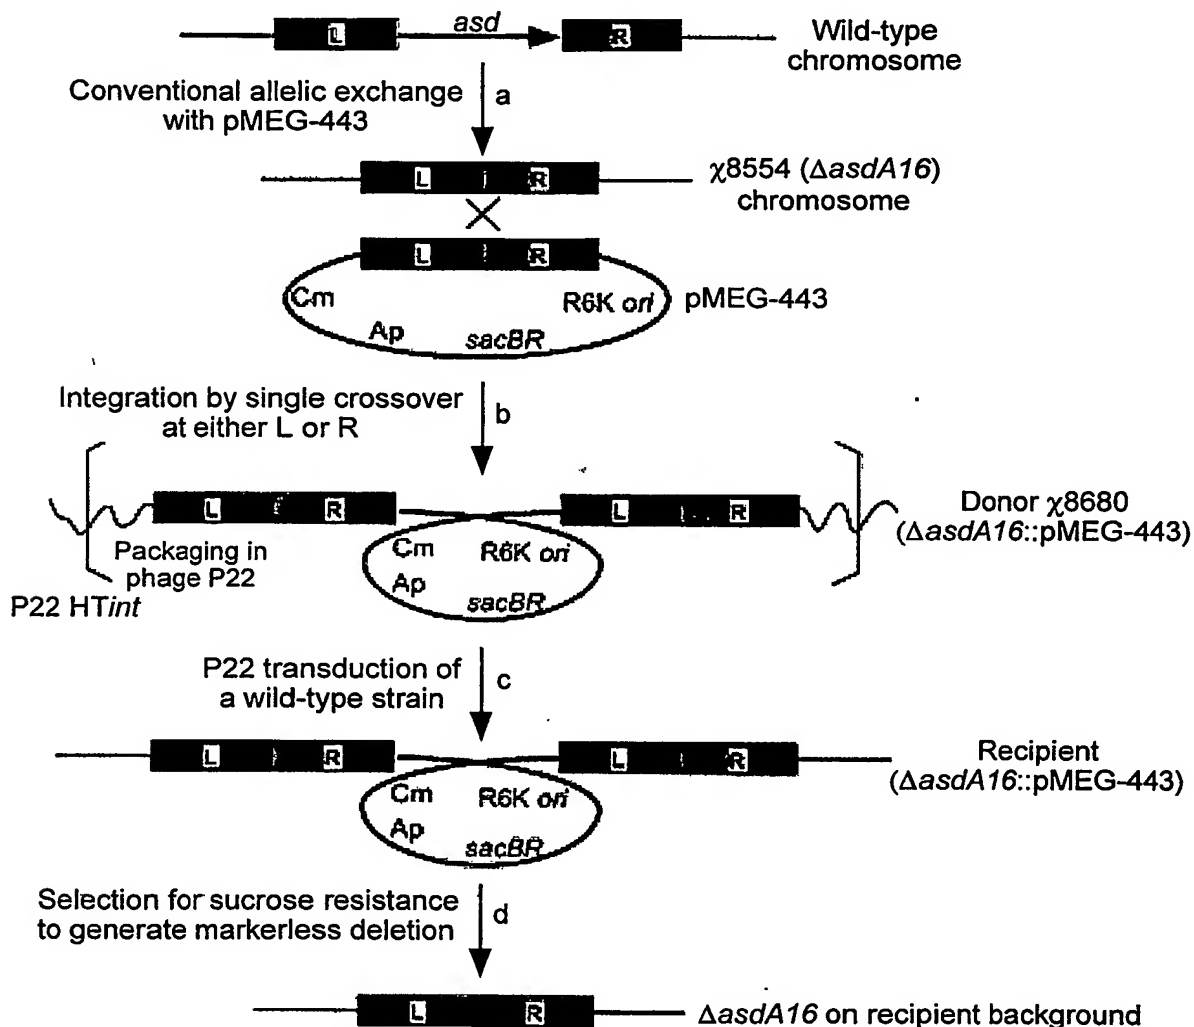 L
asd
R
Wild-type
chromosome
Conventional allelic exchange
with pMEG-443
a
L
R
χ8554 (ΔasdA16)
chromosome
L
R
Cm
Ap
sacBR
R6K ori
pMEG-443
Integration by single crossover
at either L or R
b
L
R
L
R
Donor χ8680
(ΔasdA16::pMEG-443)
Packaging in
phage P22
P22 HTint
Cm
R6K ori
Ap
sacBR
P22 transduction of
a wild-type strain
c
L
R
L
R
Recipient
(ΔasdA16::pMEG-443)
Cm
R6K ori
Ap
sacBR
Selection for sucrose resistance
to generate markerless deletion
d
L
R
ΔasdA16 on recipient background